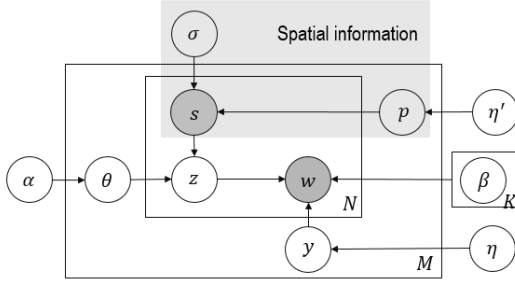 σ
Spatial information
s
p
η′
α
θ
z
w
β
N
K
y
η
M